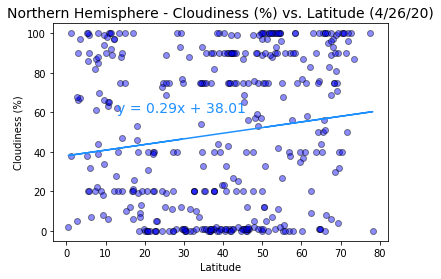 Northern Hemisphere - Cloudiness (%) vs. Latitude (4/26/20)
100
80
60
40
20
0
Cloudiness (%)
y = 0.29x + 38.01
0 10 20 30 40 50 60 70 80
Latitude